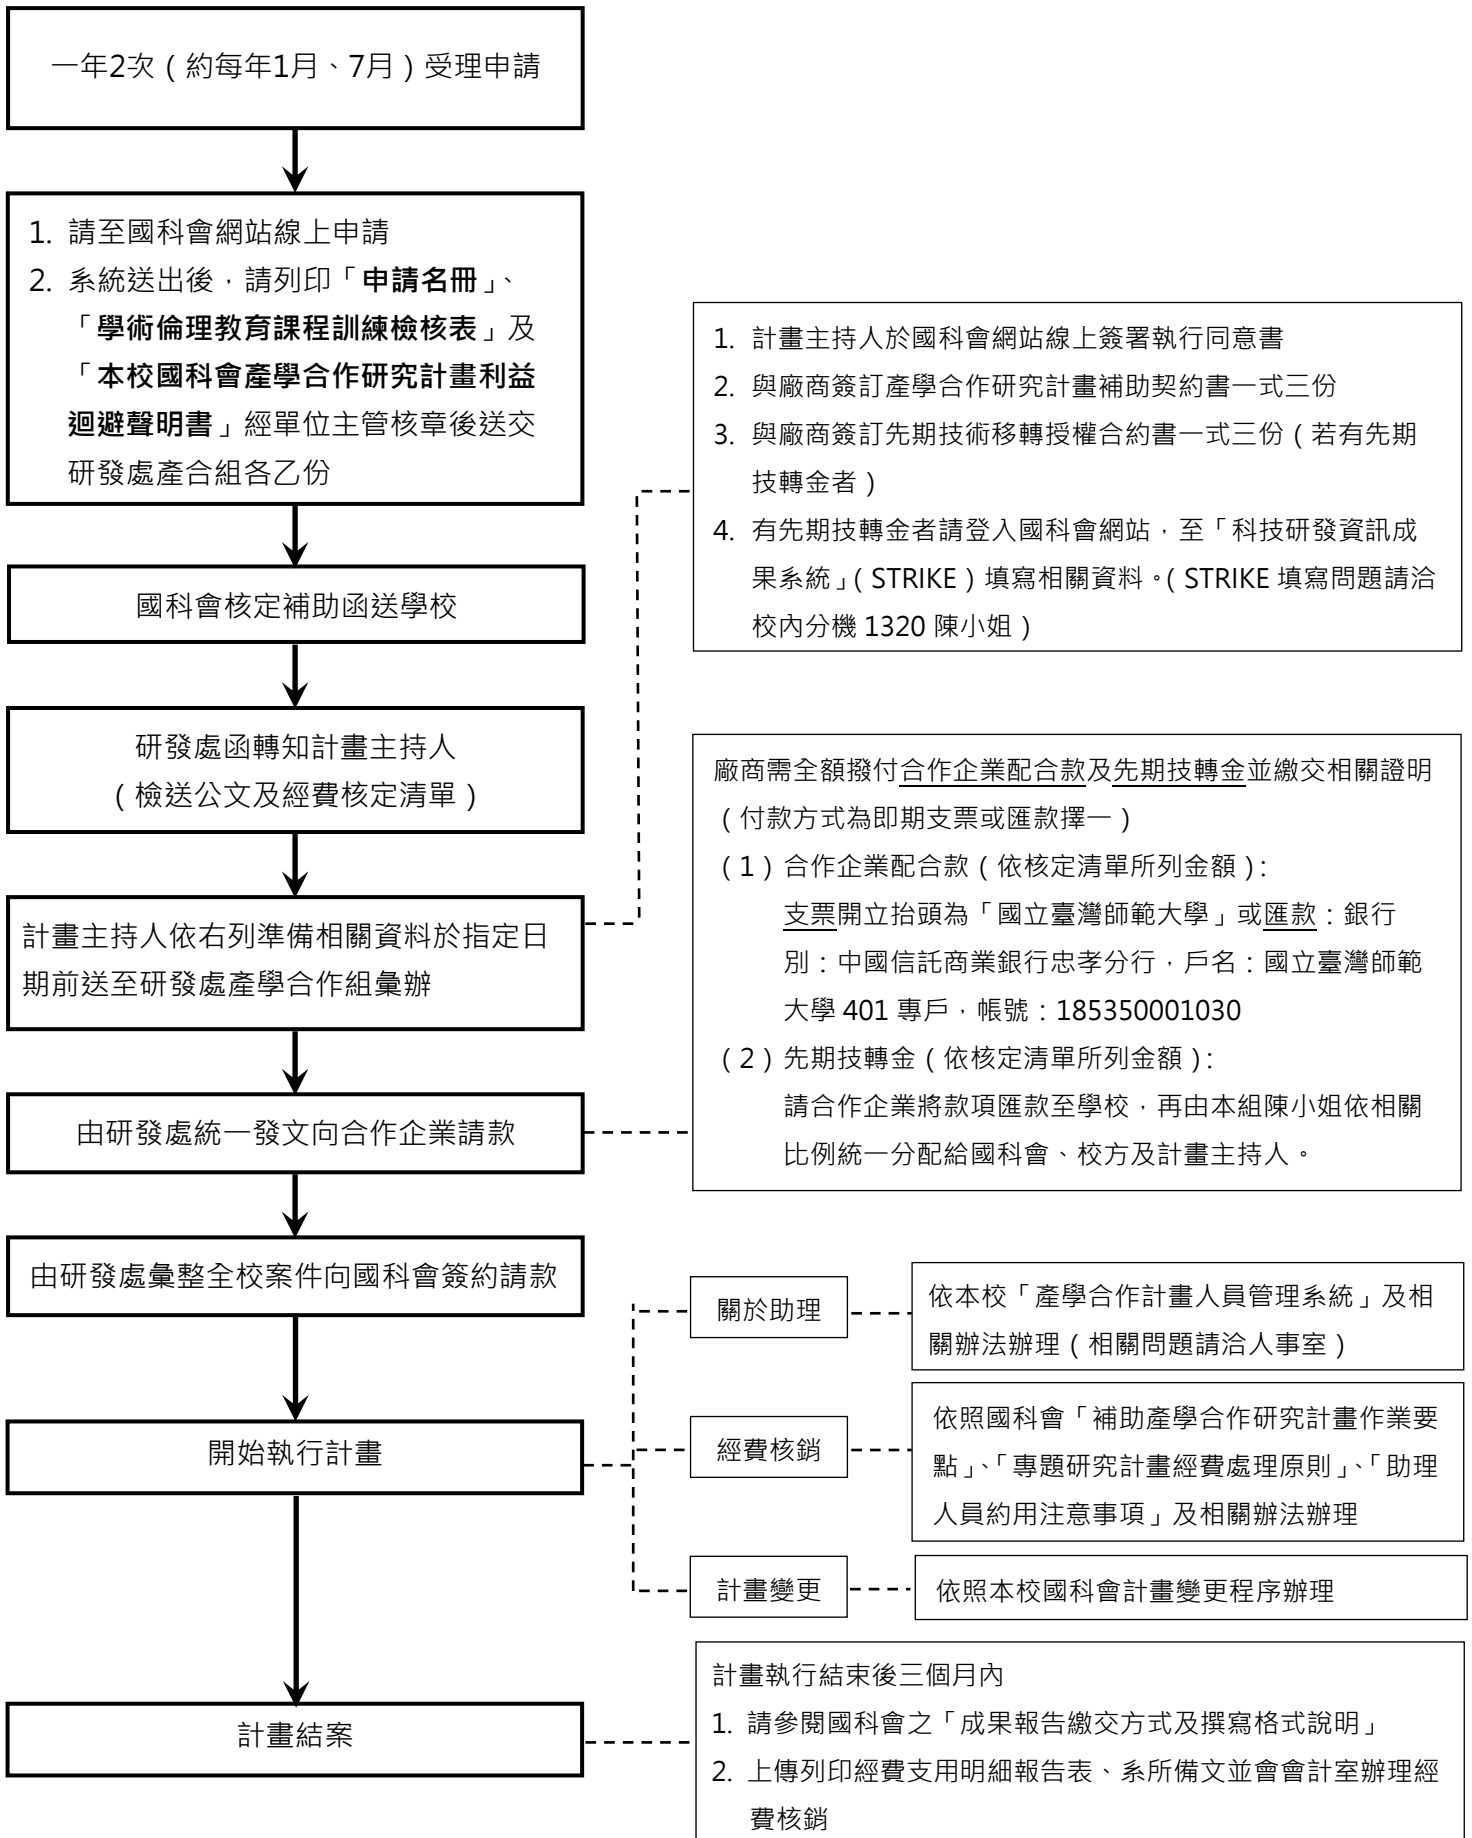 一年2次（約每年1月、7月）受理申請
1. 請至國科會網站線上申請
2. 系統送出後，請列印「申請名冊」、
「學術倫理教育課程訓練檢核表」及
「本校國科會產學合作研究計畫利益
迴避聲明書」經單位主管核章後送交
研發處產合組各乙份
國科會核定補助函送學校
研發處函轉知計畫主持人
（檢送公文及經費核定清單）
計畫主持人依右列準備相關資料於指定日
期前送至研發處產學合作組彙辦
1. 計畫主持人於國科會網站線上簽署執行同意書
2. 與廠商簽訂產學合作研究計畫補助契約書一式三份
3. 與廠商簽訂先期技術移轉授權合約書一式三份（若有先期
技轉金者）
4. 有先期技轉金者請登入國科會網站，至「科技研發資訊成
果系統」（STRIKE）填寫相關資料。（STRIKE 填寫問題請洽
校內分機 1320 陳小姐）
由研發處統一發文向合作企業請款
廠商需全額撥付合作企業配合款及先期技轉金並繳交相關證明
（付款方式為即期支票或匯款擇一）
（1）合作企業配合款（依核定清單所列金額）：
支票開立抬頭為「國立臺灣師範大學」或匯款：銀行
別：中國信託商業銀行忠孝分行，戶名：國立臺灣師範
大學 401 專戶，帳號：185350001030
（2）先期技轉金（依核定清單所列金額）：
請合作企業將款項匯款至學校，再由本組陳小姐依相關
比例統一分配給國科會、校方及計畫主持人。
由研發處彙整全校案件向國科會簽約請款
開始執行計畫
關於助理
依本校「產學合作計畫人員管理系統」及相
關辦法辦理（相關問題請洽人事室）
經費核銷
依照國科會「補助產學合作研究計畫作業要
點」、「專題研究計畫經費處理原則」、「助理
人員約用注意事項」及相關辦法辦理
計畫變更
依照本校國科會計畫變更程序辦理
計畫結案
計畫執行結束後三個月內
1. 請參閱國科會之「成果報告繳交方式及撰寫格式說明」
2. 上傳列印經費支用明細報告表、系所備文並會會計室辦理經
費核銷